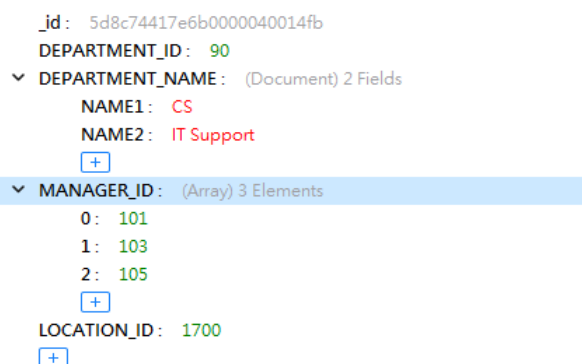 _id : 5d8c74417e6b0000040014fb
DEPARTMENT_ID : 90
DEPARTMENT_NAME : (Document) 2 Fields
NAME1 : CS
NAME2 : IT Support
+
MANAGER_ID : (Array) 3 Elements
0 : 101
1 : 103
2 : 105
+
LOCATION_ID : 1700
+